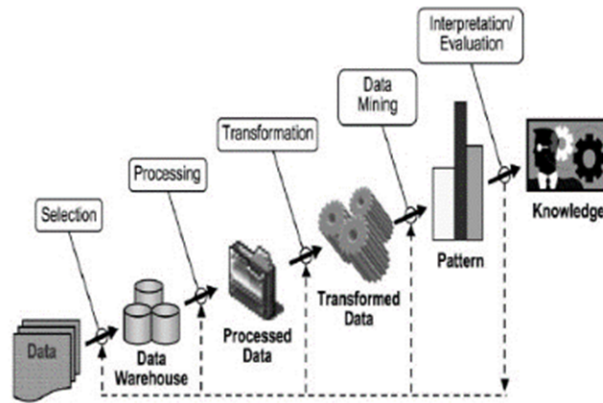 Interpretation/
Evaluation
Data
Mining
Transformation
Processing
Selection
Knowledge
Pattern
Transformed
Data
Processed
Data
Data
Warehouse
Data